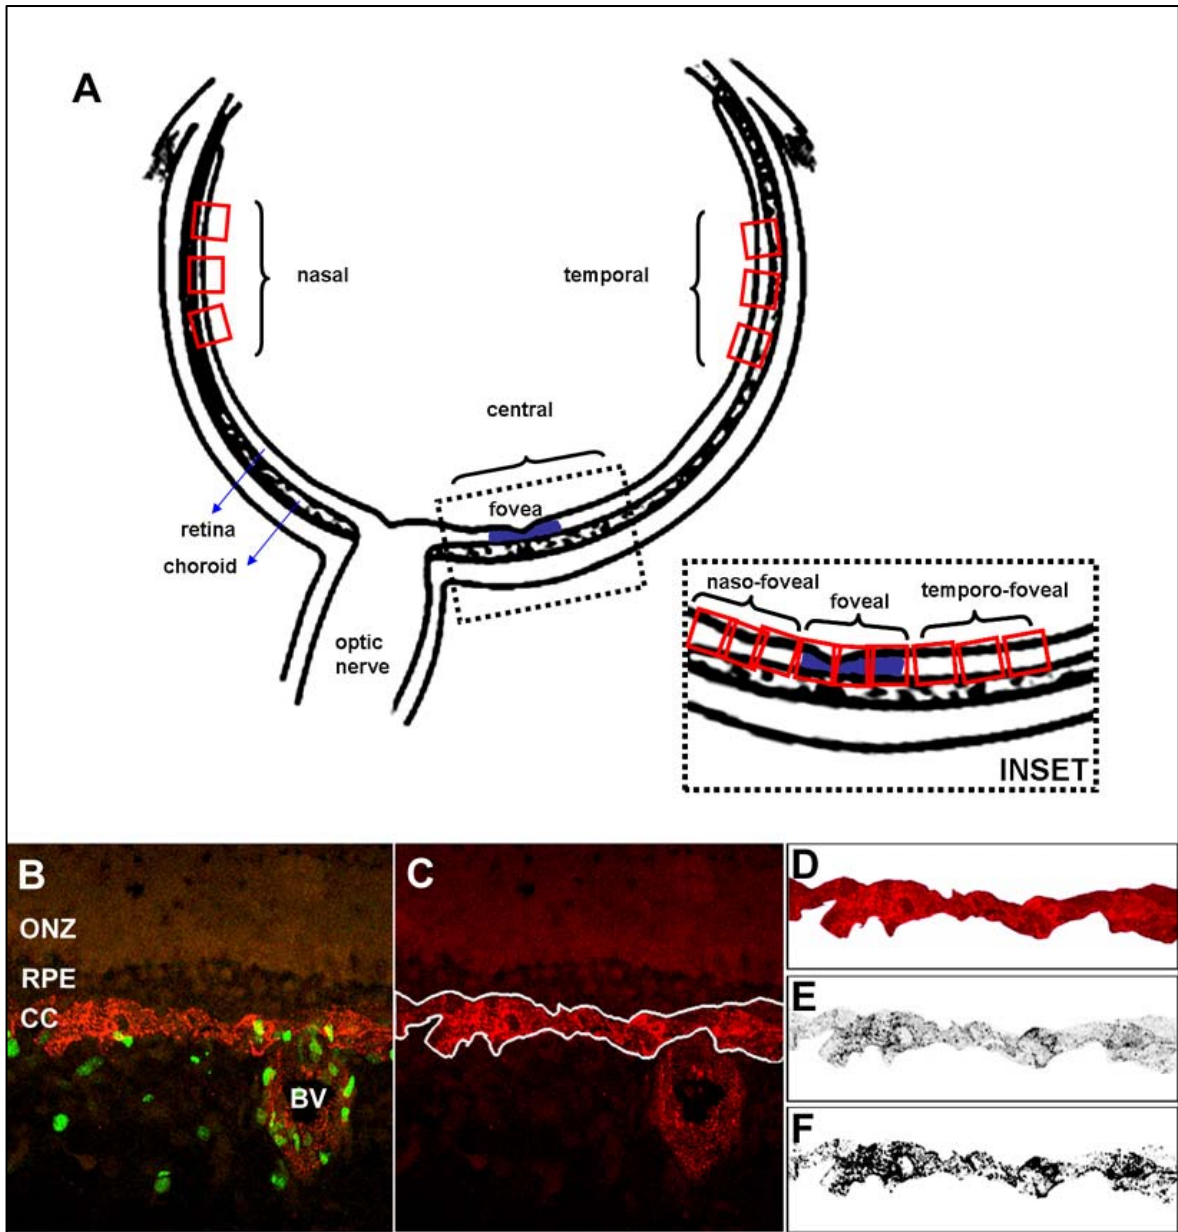 A
nasal
temporal
central
fovea
retina
choroid
optic
nerve
naso-foveal
foveal
temporo-foveal
INSET
B
ONZ
RPE
CC
BV
C
D
E
F